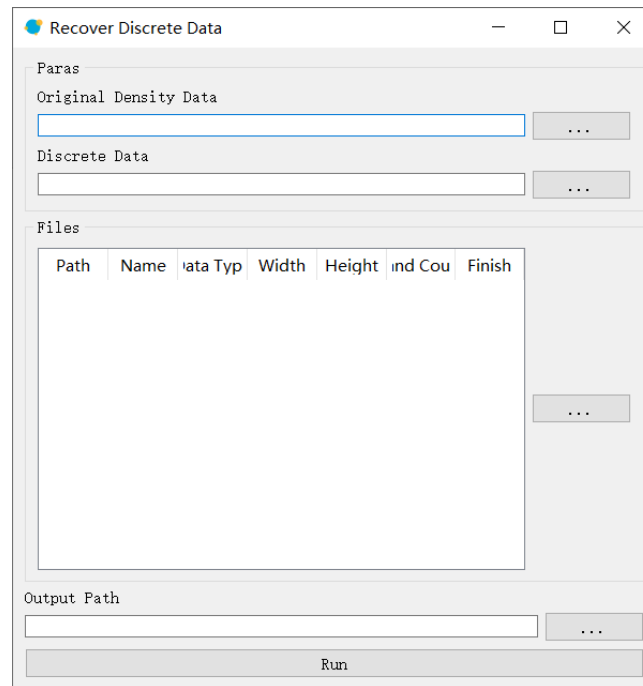 Recover Discrete Data
Paras
Original Density Data
...
Discrete Data
...
Files
Path Name ata Typ Width Height nd Cou Finish
...
Output Path
...
Run